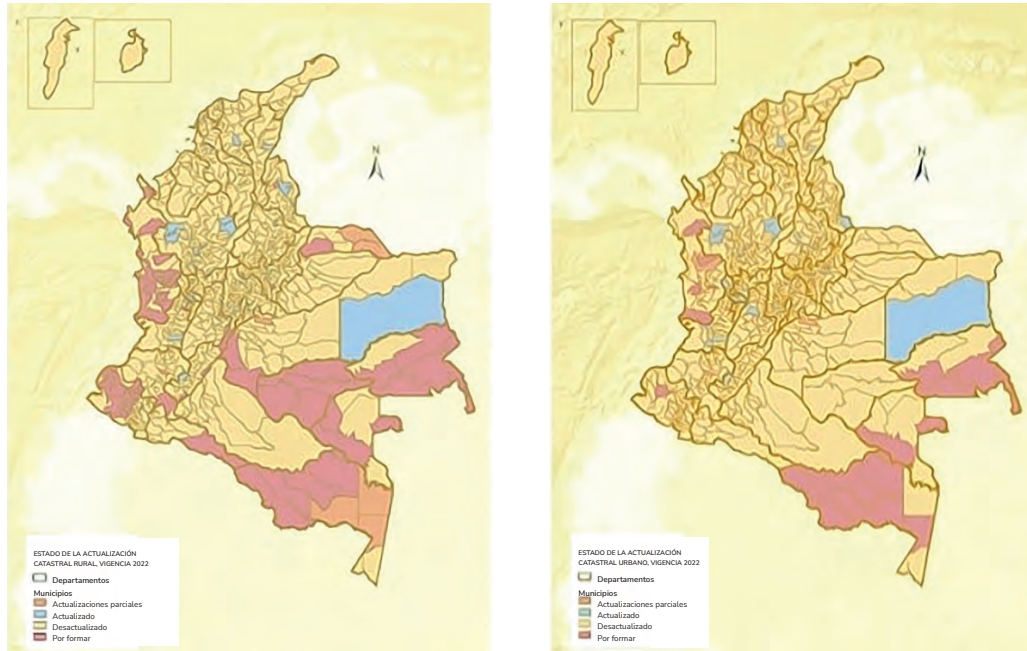 N
ESTADO DE LA ACTUALIZACIÓN
CATASTRAL RURAL, VIGENCIA 2022
Departamentos
Municipios
Actualizaciones parciales
Actualizado
Desactualizado
Por formar
N
ESTADO DE LA ACTUALIZACIÓN
CATASTRAL URBANO, VIGENCIA 2022
Departamentos
Municipios
Actualizaciones parciales
Actualizado
Desactualizado
Por formar